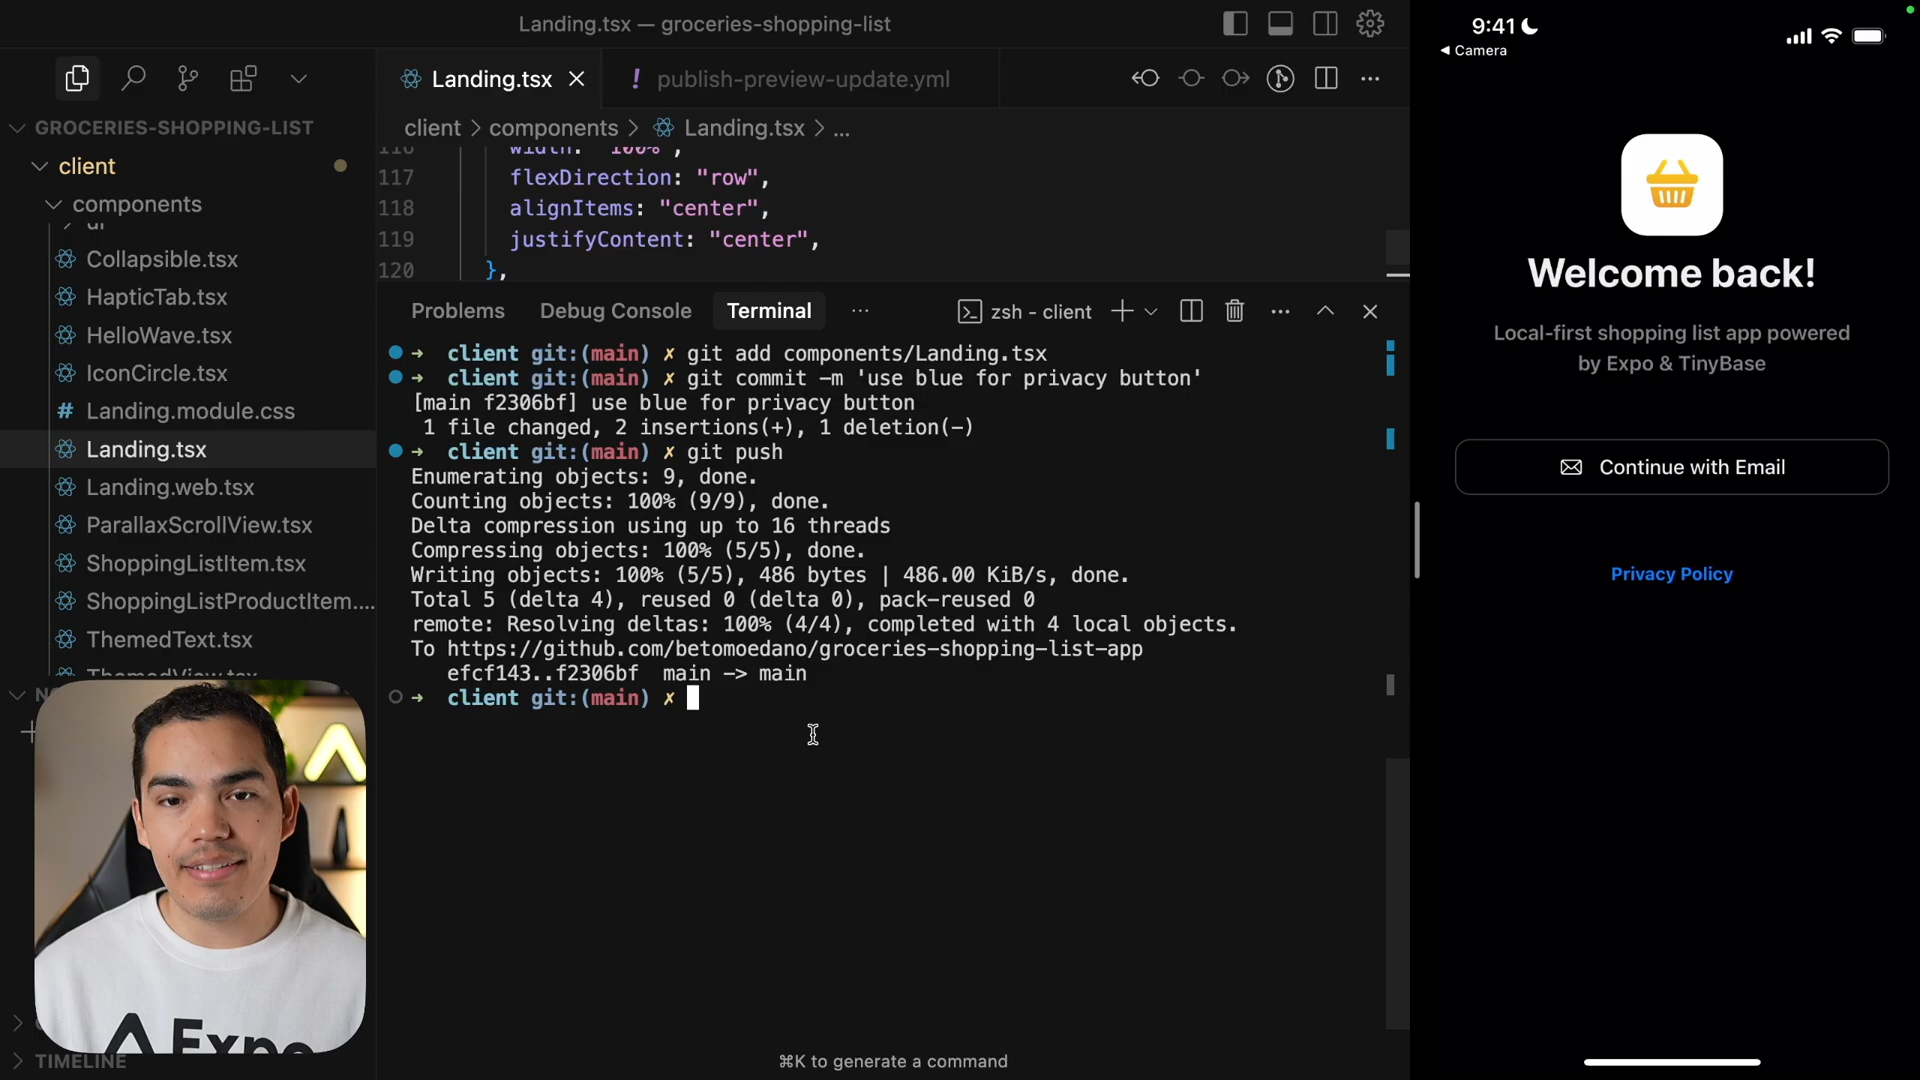 Landing.tsx — groceries-shopping-list
Landing.tsx
! publish-preview-update.yml
GROCERIES-SHOPPING-LIST
client
components
ui
Collapsible.tsx
HapticTab.tsx
HelloWave.tsx
IconCircle.tsx
# Landing.module.css
Landing.tsx
Landing.web.tsx
ParallaxScrollView.tsx
ShoppingListItem.tsx
ShoppingListProductItem....
ThemedText.tsx
ThemedView.tsx
TIMELINE
client > components > Landing.tsx > ...
116 width: "100%",
117 flexDirection: "row",
118 alignItems: "center",
119 justifyContent: "center",
120 },
Problems Debug Console Terminal ... zsh - client
→ client git:(main) ✗ git add components/Landing.tsx
→ client git:(main) ✗ git commit -m 'use blue for privacy button'
[main f2306bf] use blue for privacy button
1 file changed, 2 insertions(+), 1 deletion(-)
→ client git:(main) ✗ git push
Enumerating objects: 9, done.
Counting objects: 100% (9/9), done.
Delta compression using up to 16 threads
Compressing objects: 100% (5/5), done.
Writing objects: 100% (5/5), 486 bytes | 486.00 KiB/s, done.
Total 5 (delta 4), reused 0 (delta 0), pack-reused 0
remote: Resolving deltas: 100% (4/4), completed with 4 local objects.
To https://github.com/betomoedano/groceries-shopping-list-app
efcf143..f2306bf main -> main
→ client git:(main) ✗
⌘K to generate a command
Expo
9:41
◀ Camera
Welcome back!
Local-first shopping list app powered
by Expo & TinyBase
Continue with Email
Privacy Policy